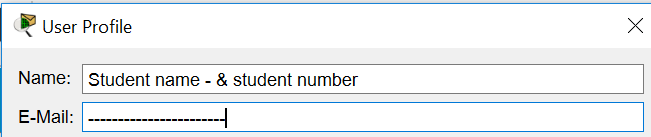 User Profile
Name: Student name - & student number
E-Mail: -----------------------